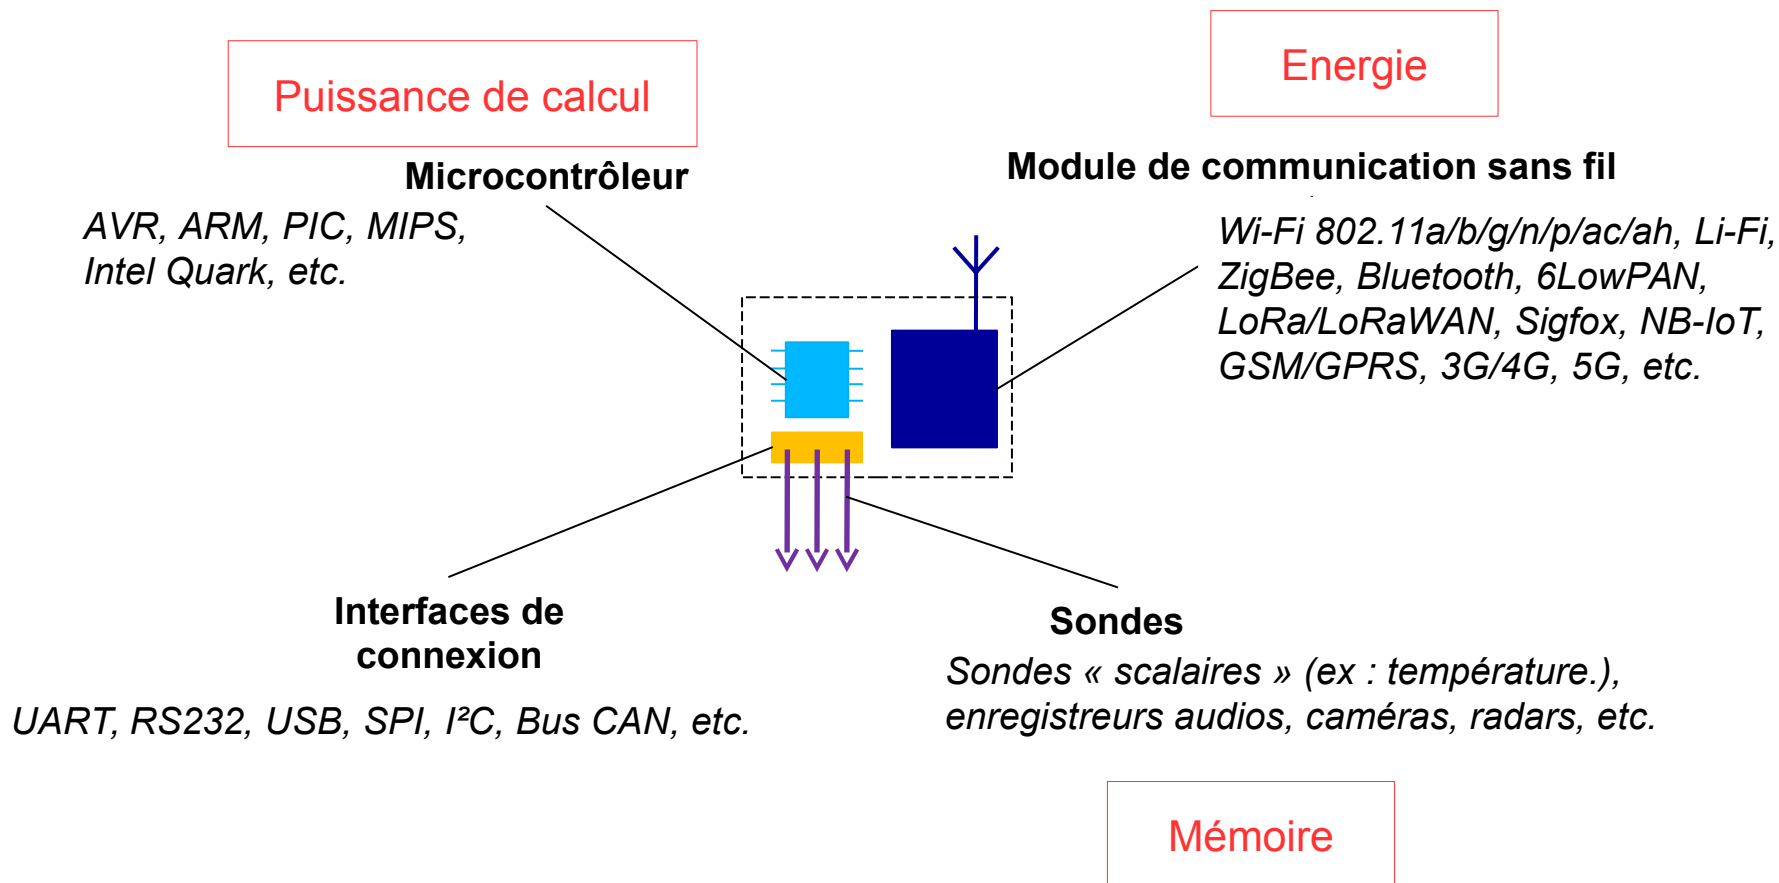 Puissance de calcul
Energie
Microcontrôleur
AVR, ARM, PIC, MIPS,
Intel Quark, etc.
Module de communication sans fil
Wi-Fi 802.11a/b/g/n/p/ac/ah, Li-Fi,
ZigBee, Bluetooth, 6LowPAN,
LoRa/LoRaWAN, Sigfox, NB-IoT,
GSM/GPRS, 3G/4G, 5G, etc.
Interfaces de
connexion
UART, RS232, USB, SPI, I²C, Bus CAN, etc.
Sondes
Sondes « scalaires » (ex : température.),
enregistreurs audios, caméras, radars, etc.
Mémoire